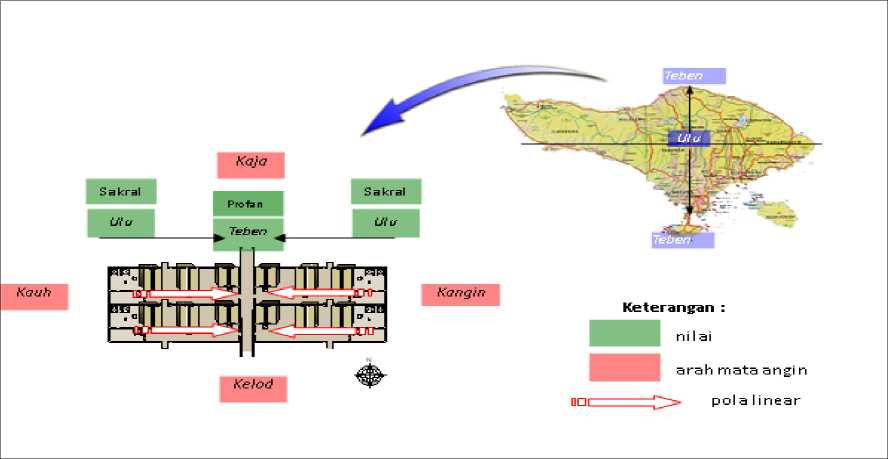 Teben
Ulu
Teben
Kaja
Sakral
Ulu
Profan
Teben
Sakral
Ulu
Kauh
Kangin
Kelod
N
Keterangan :
nilai
arah mata angin
pola linear